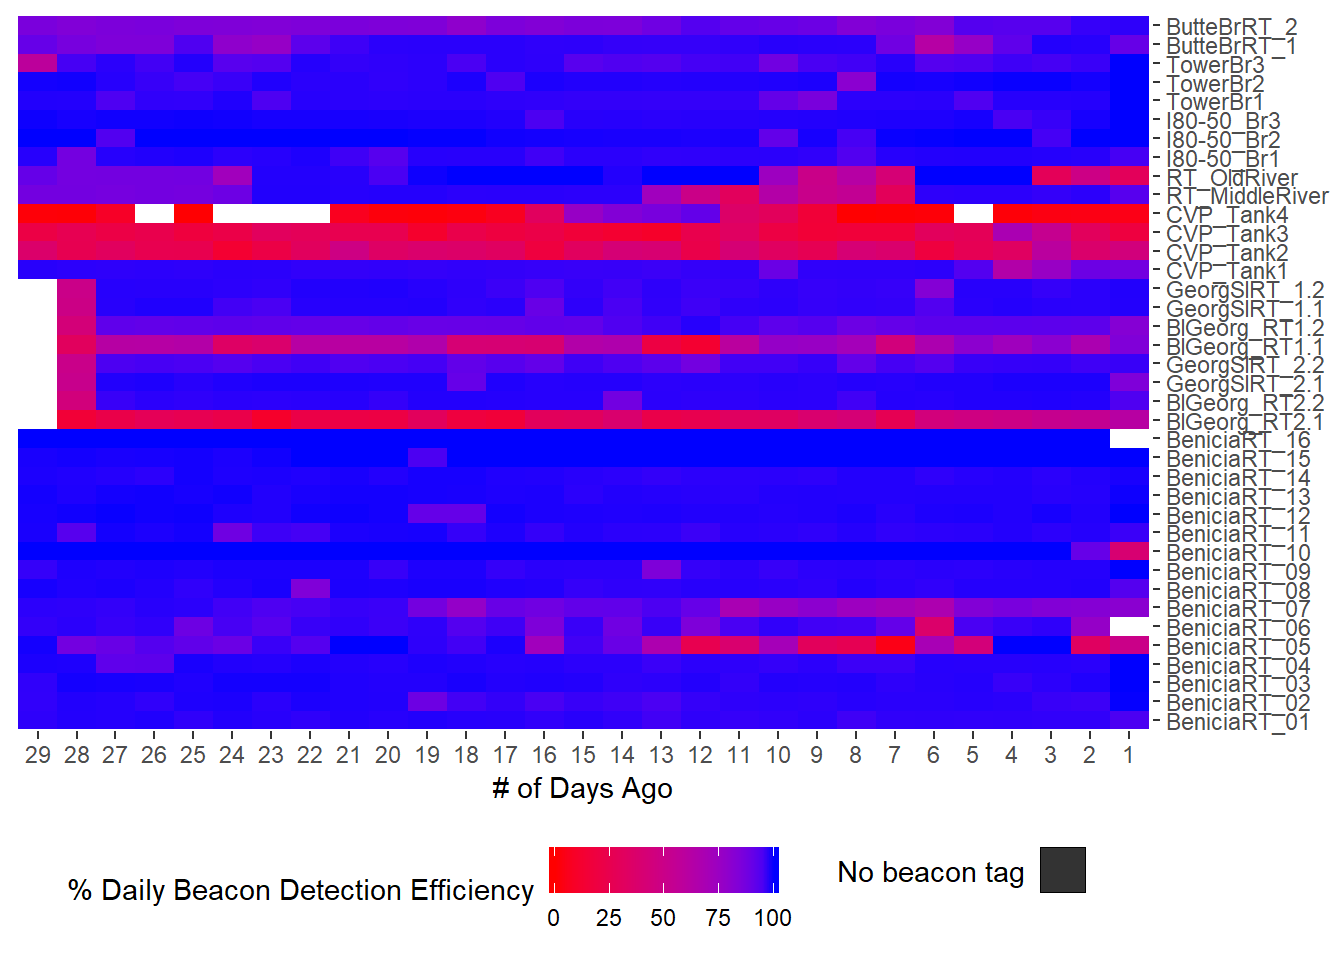 ButteBrRT_2
ButteBrRT_1
TowerBr3
TowerBr2
TowerBr1
I80-50_Br3
I80-50_Br2
I80-50_Br1
RT_OldRiver
RT_MiddleRiver
CVP_Tank4
CVP_Tank3
CVP_Tank2
CVP_Tank1
GeorgSlRT_1.2
GeorgSlRT_1.1
BlGeorg_RT1.2
BlGeorg_RT1.1
GeorgSlRT_2.2
GeorgSlRT_2.1
BlGeorg_RT2.2
BlGeorg_RT2.1
BeniciaRT_16
BeniciaRT_15
BeniciaRT_14
BeniciaRT_13
BeniciaRT_12
BeniciaRT_11
BeniciaRT_10
BeniciaRT_09
BeniciaRT_08
BeniciaRT_07
BeniciaRT_06
BeniciaRT_05
BeniciaRT_04
BeniciaRT_03
BeniciaRT_02
BeniciaRT_01
29 28 27 26 25 24 23 22 21 20 19 18 17 16 15 14 13 12 11 10 9 8 7 6 5 4 3 2 1
# of Days Ago
% Daily Beacon Detection Efficiency
0 25 50 75 100
No beacon tag